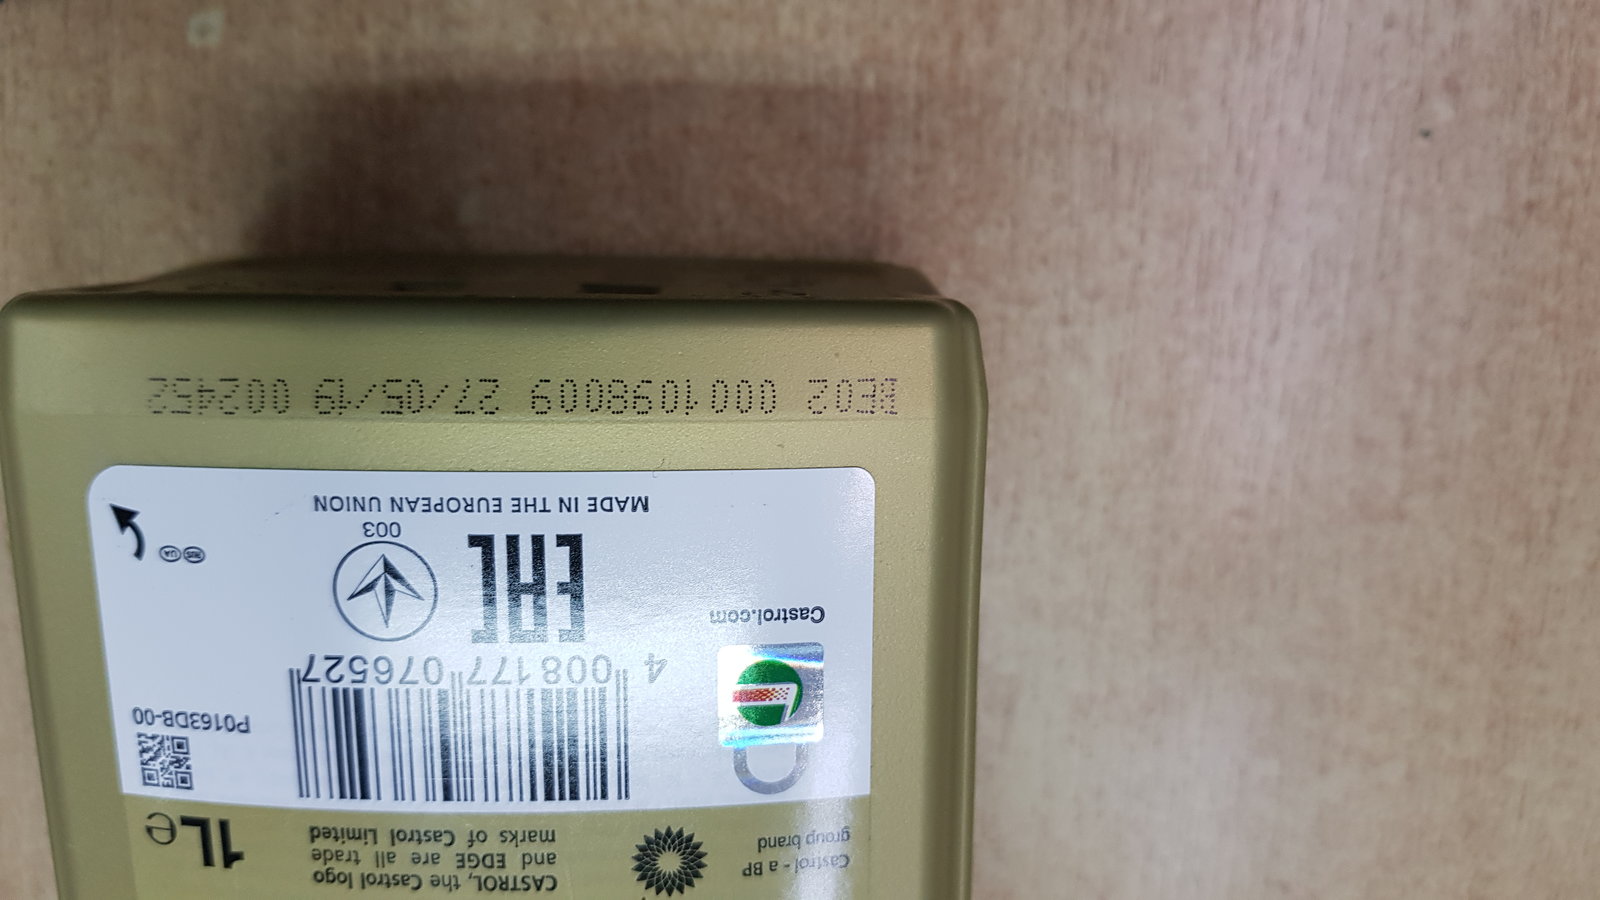 Castrol - a BP
group brand
CASTROL, the Castrol logo
and EDGE are all trade
marks of Castrol Limited
1Le
P0163DB-00
4 008177 076527
Castrol.com
EAC
003
RUS UA
MADE IN THE EUROPEAN UNION
BE02 0001098009 27/05/19 002452